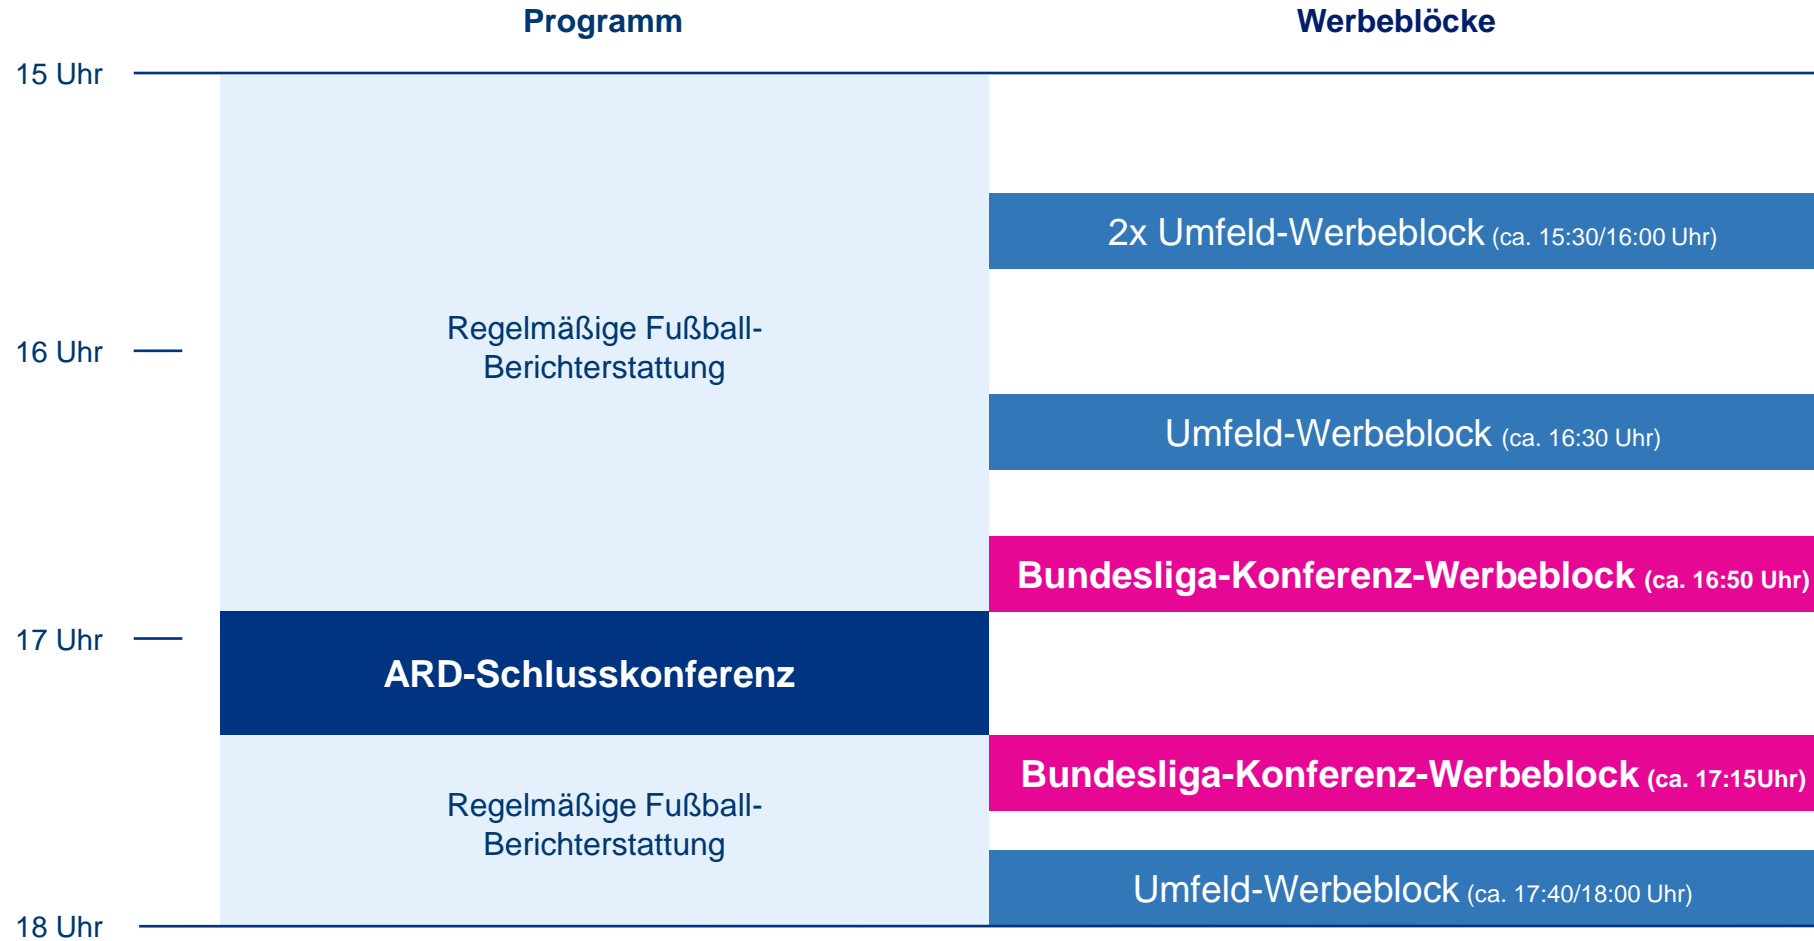 Programm
Werbeblöcke
15 Uhr
2x Umfeld-Werbeblock (ca. 15:30/16:00 Uhr)
Regelmäßige Fußball-
Berichterstattung
16 Uhr
Umfeld-Werbeblock (ca. 16:30 Uhr)
Bundesliga-Konferenz-Werbeblock (ca. 16:50 Uhr)
17 Uhr
ARD-Schlusskonferenz
Bundesliga-Konferenz-Werbeblock (ca. 17:15Uhr)
Regelmäßige Fußball-
Berichterstattung
Umfeld-Werbeblock (ca. 17:40/18:00 Uhr)
18 Uhr